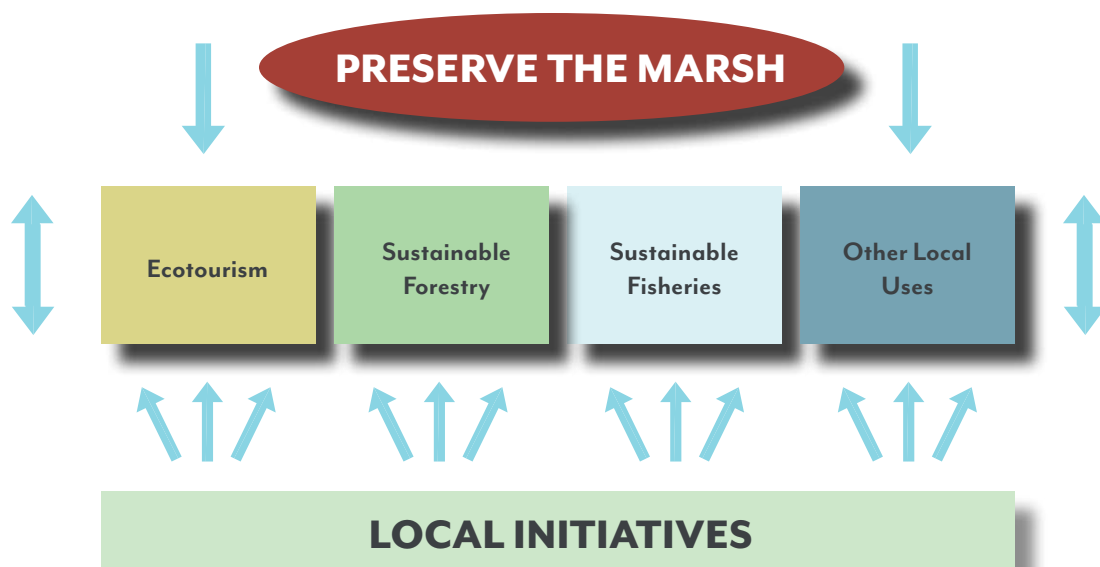 PRESERVE THE MARSH
Ecotourism
Sustainable
Forestry
Sustainable
Fisheries
Other Local
Uses
LOCAL INITIATIVES